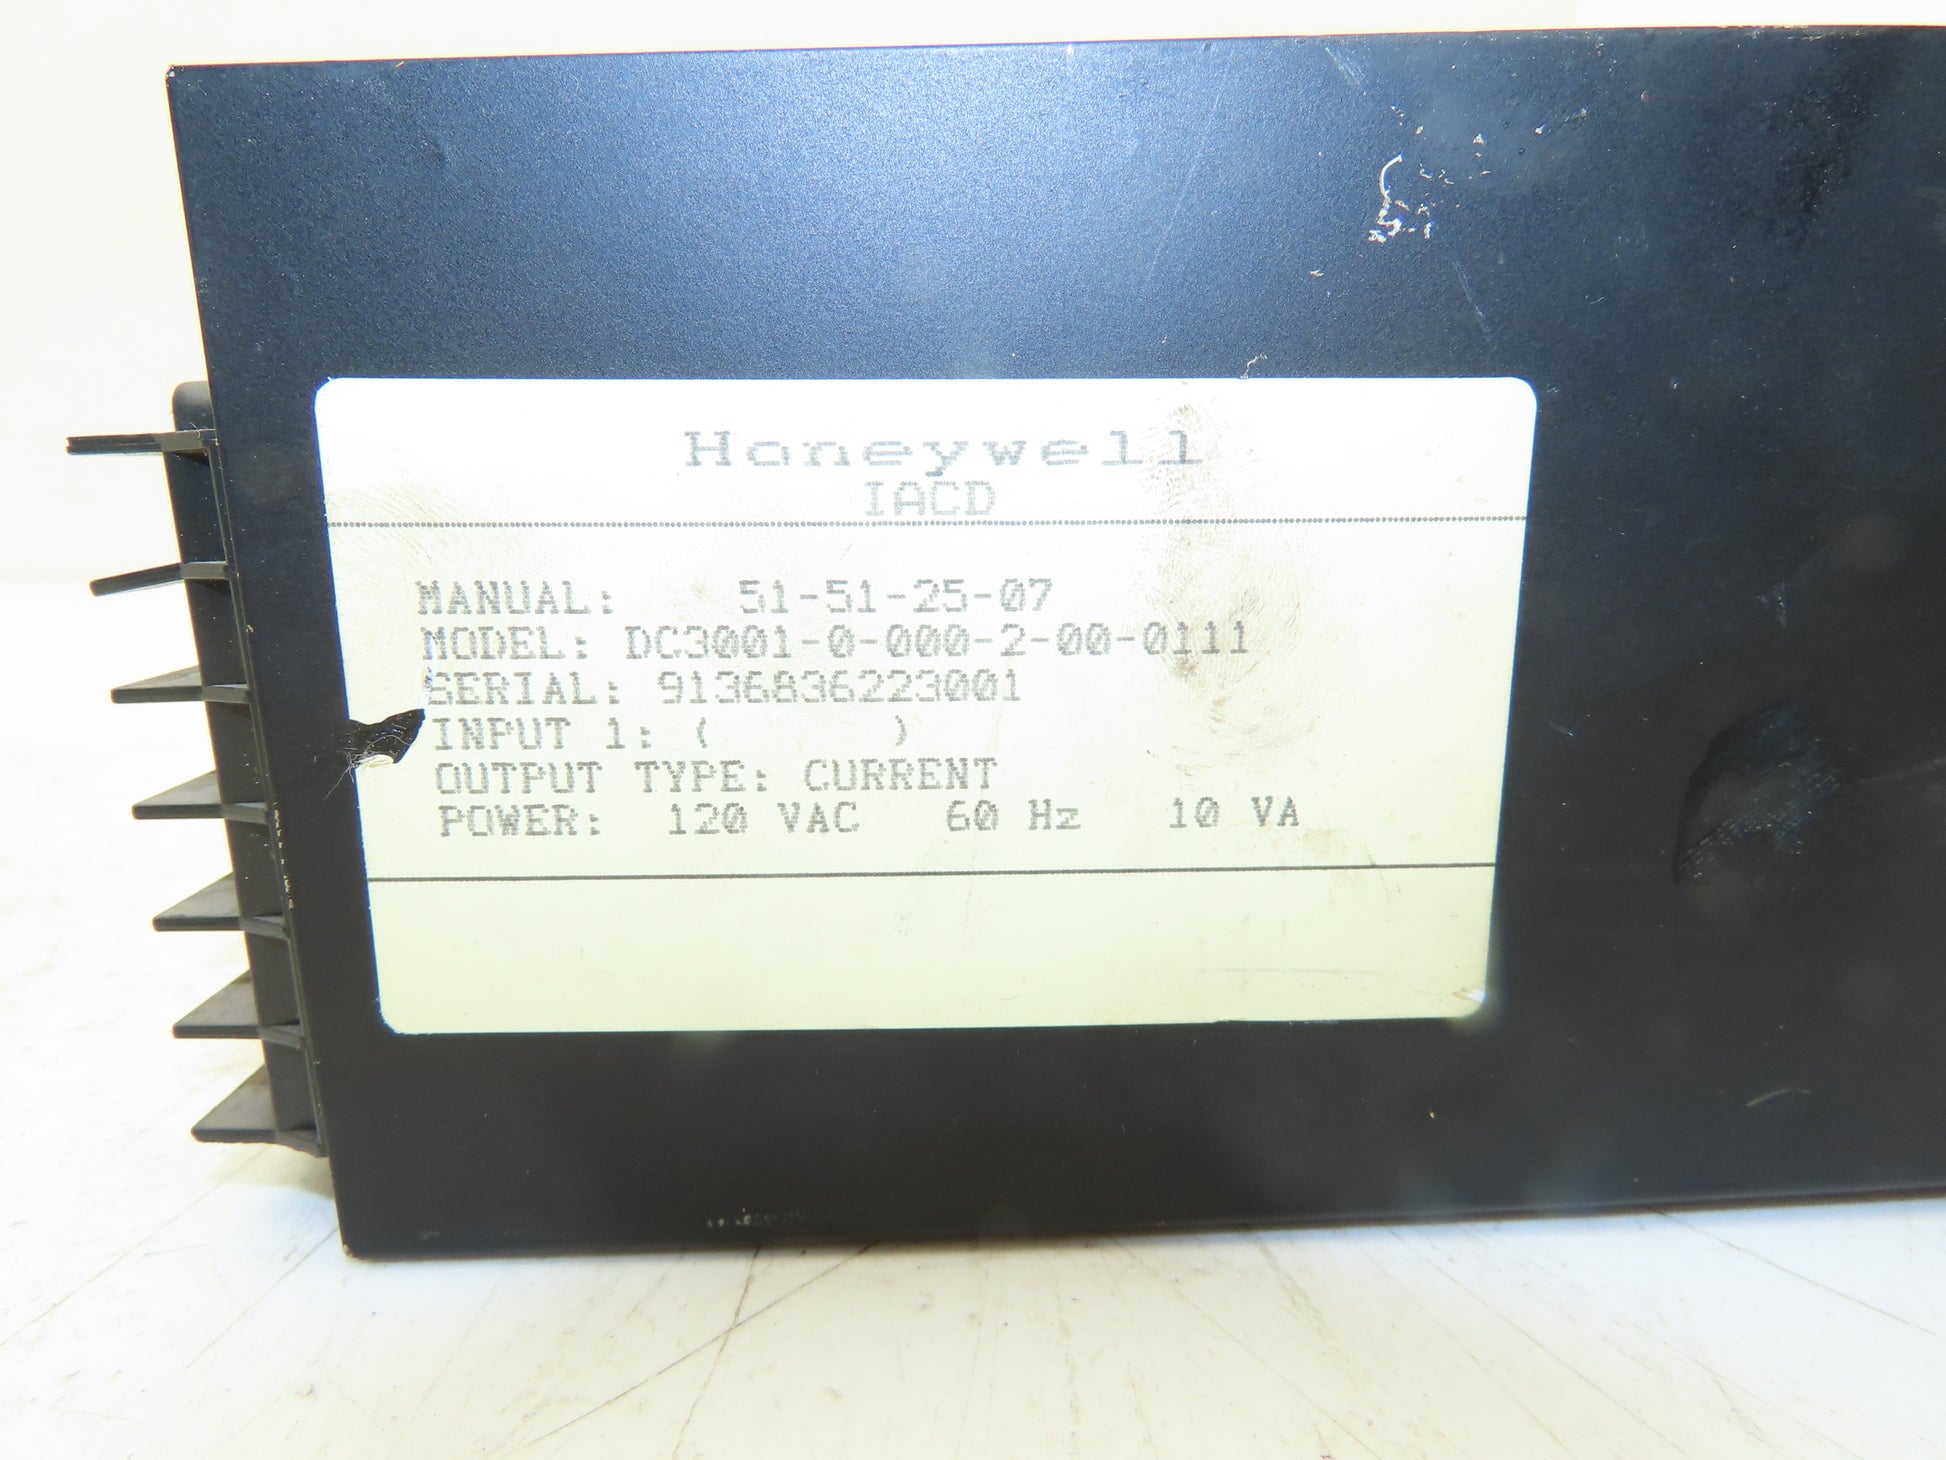 Honeywell
IACD
MANUAL: 51-51-25-07
MODEL: DC3001-0-000-2-00-0111
SERIAL: 9136836223001
INPUT 1: ( )
OUTPUT TYPE: CURRENT
POWER: 120 VAC 60 Hz 10 VA